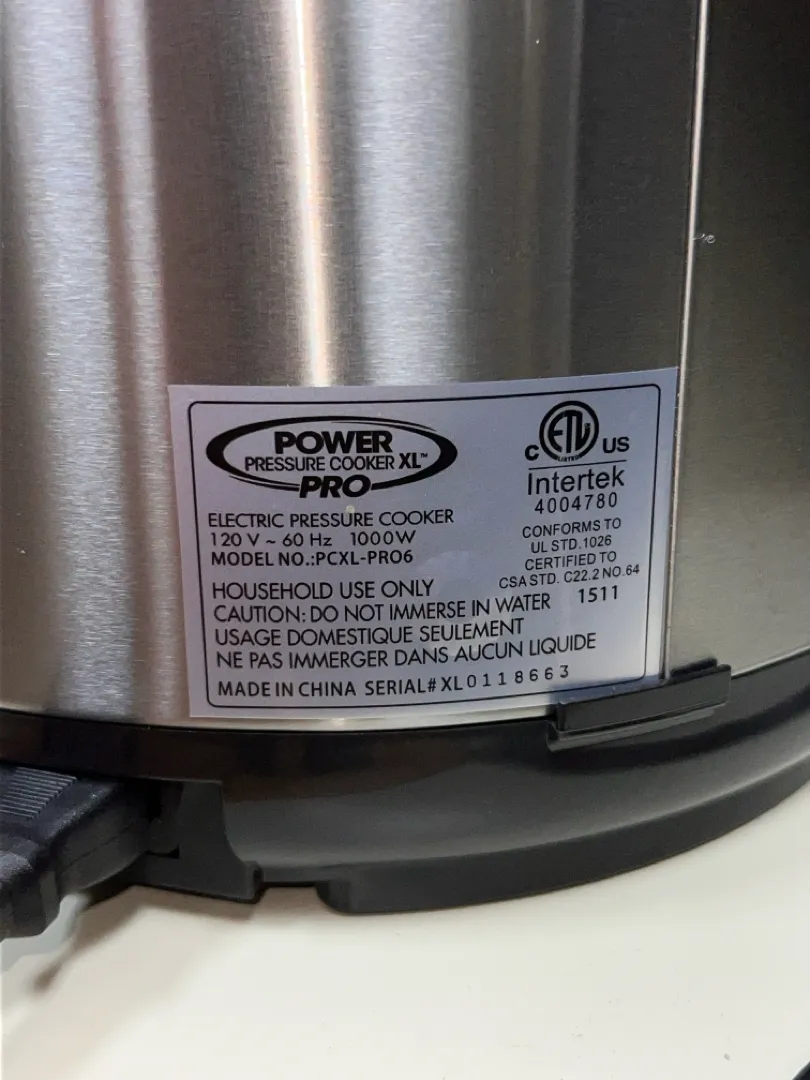 POWER
PRESSURE COOKER XL™
PRO
ELECTRIC PRESSURE COOKER
120 V ~ 60 Hz 1000W
MODEL NO.:PCXL-PRO6
C ETL US
LISTED
Intertek
4004780
CONFORMS TO
UL STD.1026
CERTIFIED TO
CSA STD. C22.2 NO.64
1511
HOUSEHOLD USE ONLY
CAUTION: DO NOT IMMERSE IN WATER
USAGE DOMESTIQUE SEULEMENT
NE PAS IMMERGER DANS AUCUN LIQUIDE
MADE IN CHINA SERIAL# XL0118663